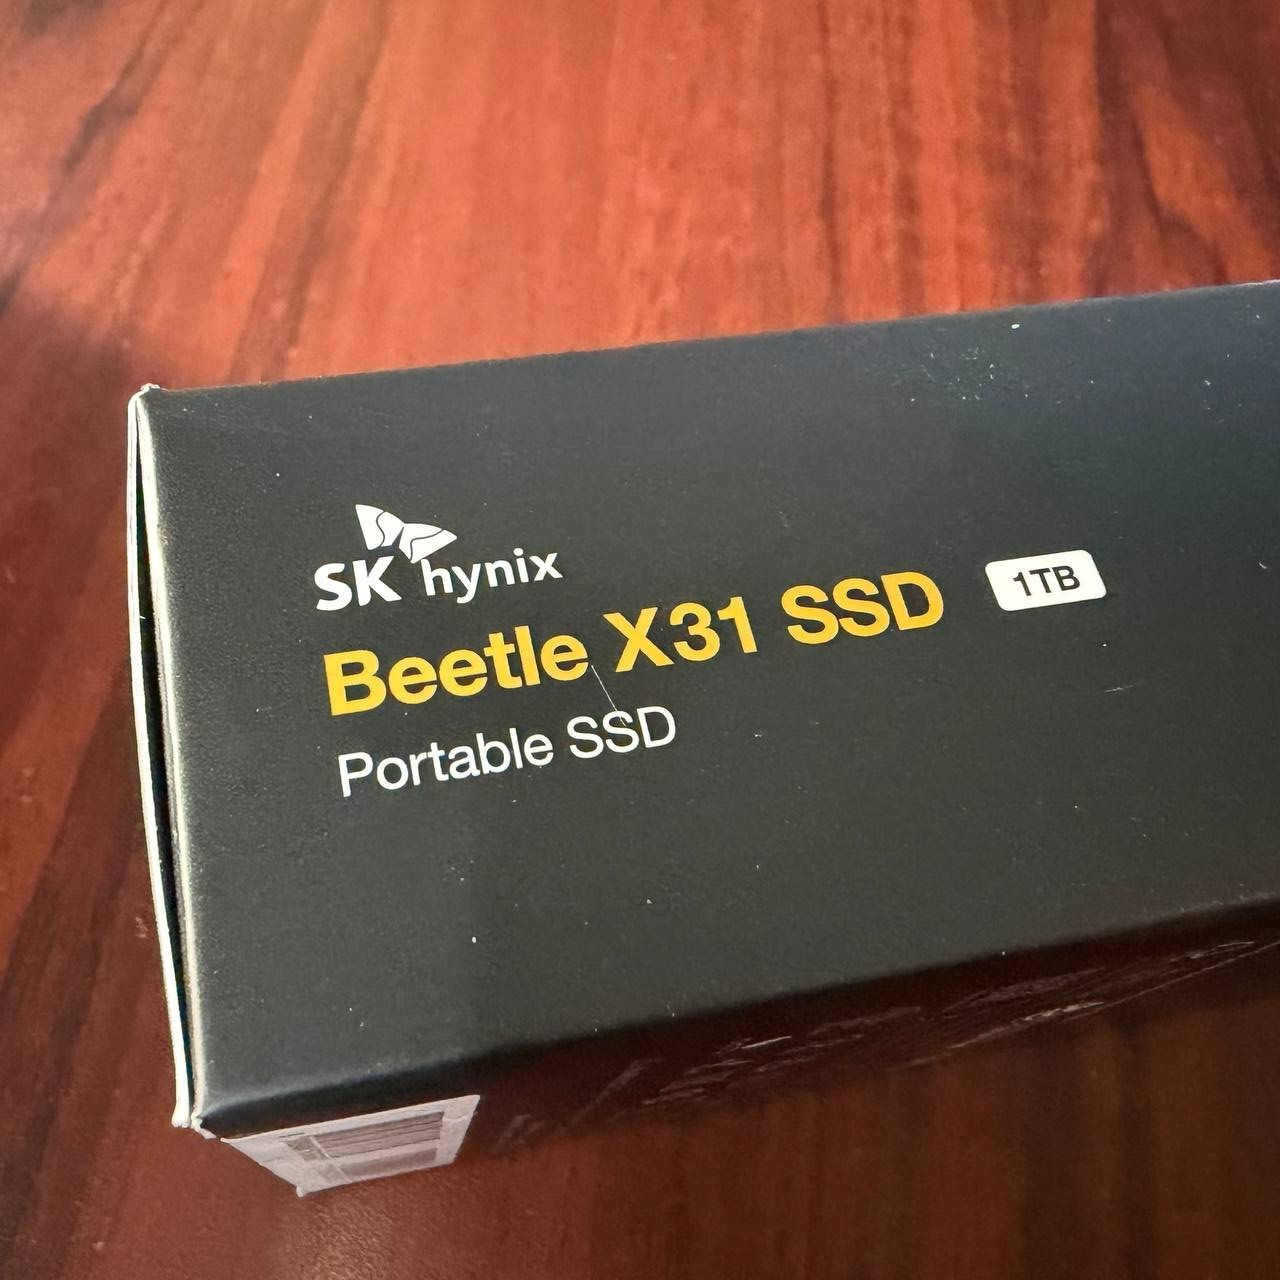 SK hynix
Beetle X31 SSD 1TB
Portable SSD